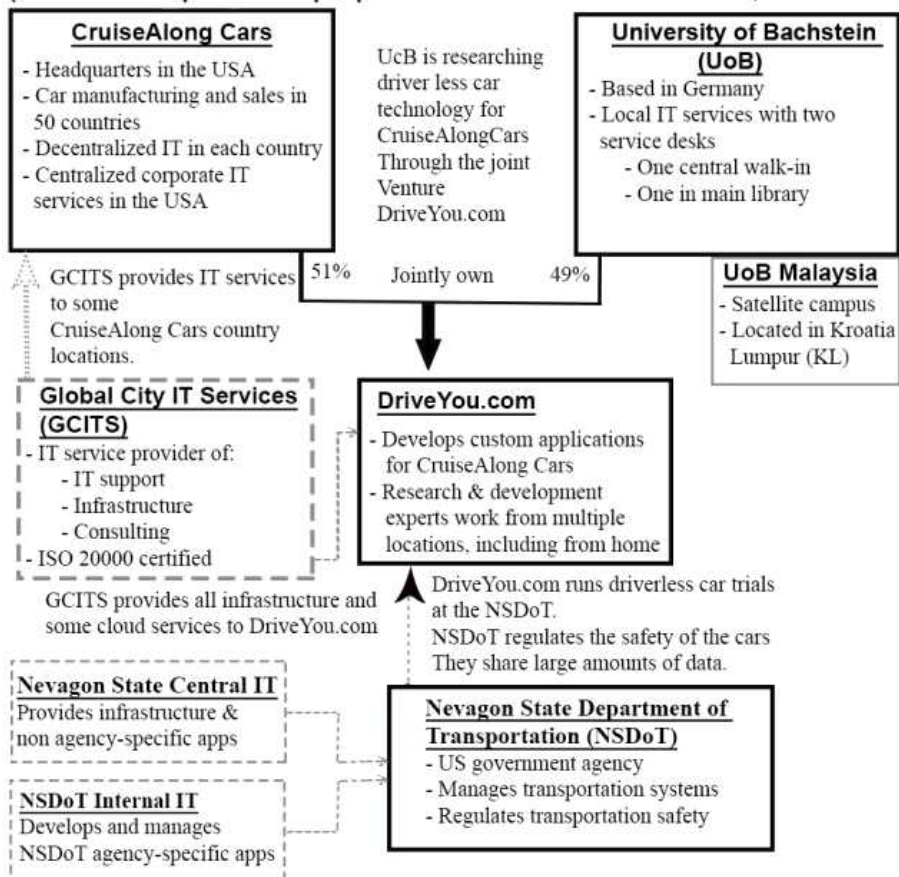 CruiseAlong Cars
- Headquarters in the USA
- Car manufacturing and sales in
50 countries
- Decentralized IT in each country
- Centralized corporate IT
services in the USA
UcB is researching
driver less car
technology for
CruiseAlongCars
Through the joint
Venture
DriveYou.com
University of Bachstein
(UoB)
- Based in Germany
- Local IT services with two
service desks
- One central walk-in
- One in main library
51%
Jointly own
49%
UoB Malaysia
- Satellite campus
- Located in Kroatia
Lumpur (KL)
GCITS provides IT services
to some
CruiseAlong Cars country
locations.
Global City IT Services
(GCITS)
- IT service provider of:
- IT support
- Infrastructure
- Consulting
- ISO 20000 certified
DriveYou.com
- Develops custom applications
for CruiseAlong Cars
- Research & development
experts work from multiple
locations, including from home
GCITS provides all infrastructure and
some cloud services to DriveYou.com
DriveYou.com runs driverless car trials
at the NSDoT.
NSDoT regulates the safety of the cars
They share large amounts of data.
Nevagon State Central IT
Provides infrastructure &
non agency-specific apps
NSDoT Internal IT
Develops and manages
NSDoT agency-specific apps
Nevagon State Department of
Transportation (NSDoT)
- US government agency
- Manages transportation systems
- Regulates transportation safety